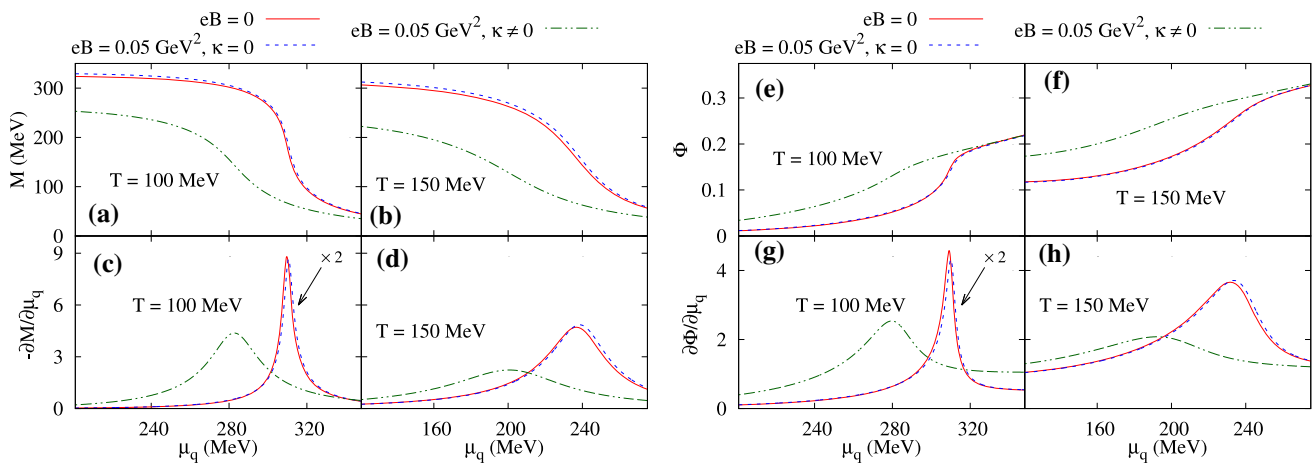 eB = 0
eB = 0.05 GeV², κ = 0
eB = 0.05 GeV², κ ≠ 0
M (MeV)
300
200
100
0
T = 100 MeV
(a)
T = 150 MeV
(b)
-∂M/∂μq
9
6
3
0
(c)
T = 100 MeV
× 2
(d)
T = 150 MeV
240 280 320
μq (MeV)
160 200 240
μq (MeV)
eB = 0
eB = 0.05 GeV², κ = 0
eB = 0.05 GeV², κ ≠ 0
Φ
0.3
0.2
0.1
0
(e)
T = 100 MeV
(f)
T = 150 MeV
∂Φ/∂μq
4
2
0
(g)
T = 100 MeV
× 2
(h)
T = 150 MeV
240 280 320
μq (MeV)
160 200 240
μq (MeV)